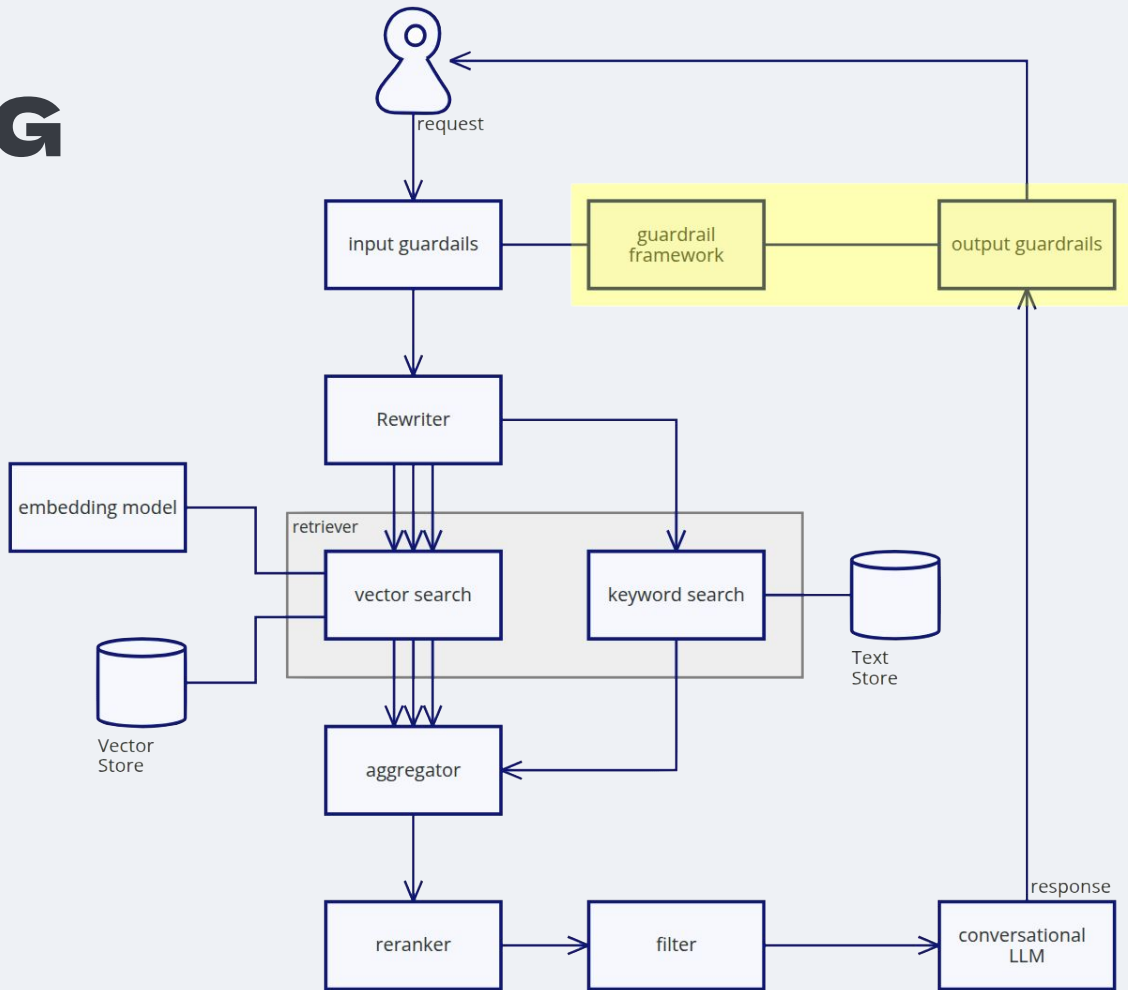 G
request
input guardails
guardrail
framework
output guardrails
Rewriter
embedding model
retriever
vector search
keyword search
Text
Store
Vector
Store
aggregator
response
reranker
filter
conversational
LLM